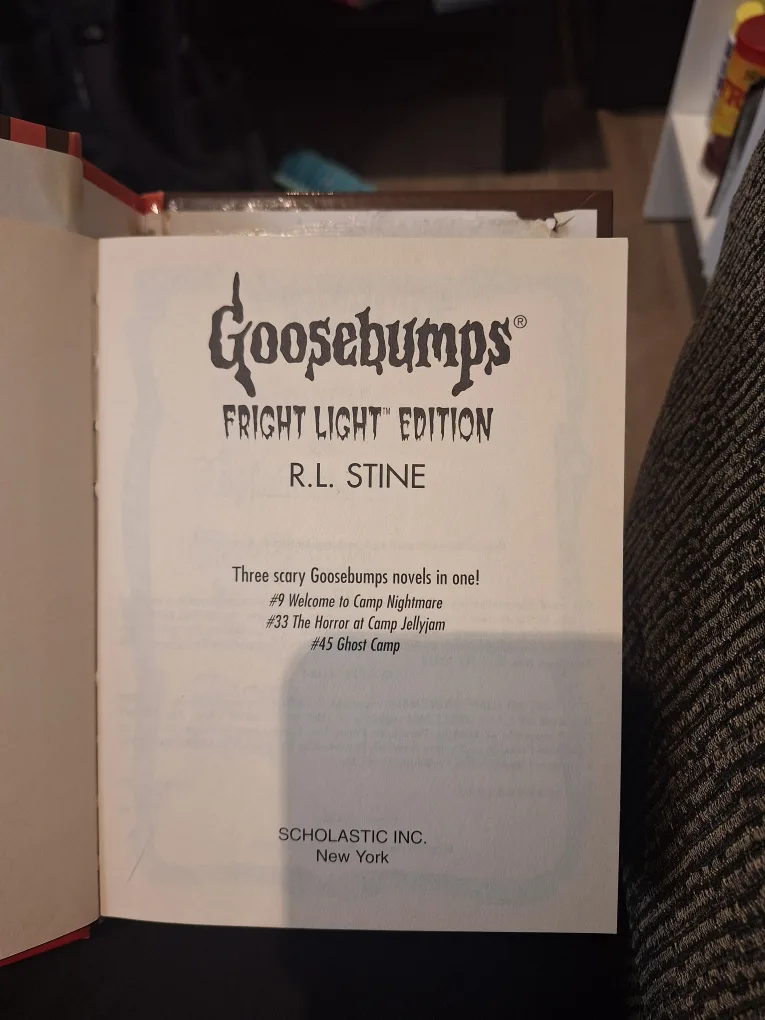 Goosebumps®
FRIGHT LIGHT™ EDITION
R.L. STINE
Three scary Goosebumps novels in one!
#9 Welcome to Camp Nightmare
#33 The Horror at Camp Jellyjam
#45 Ghost Camp
SCHOLASTIC INC.
New York